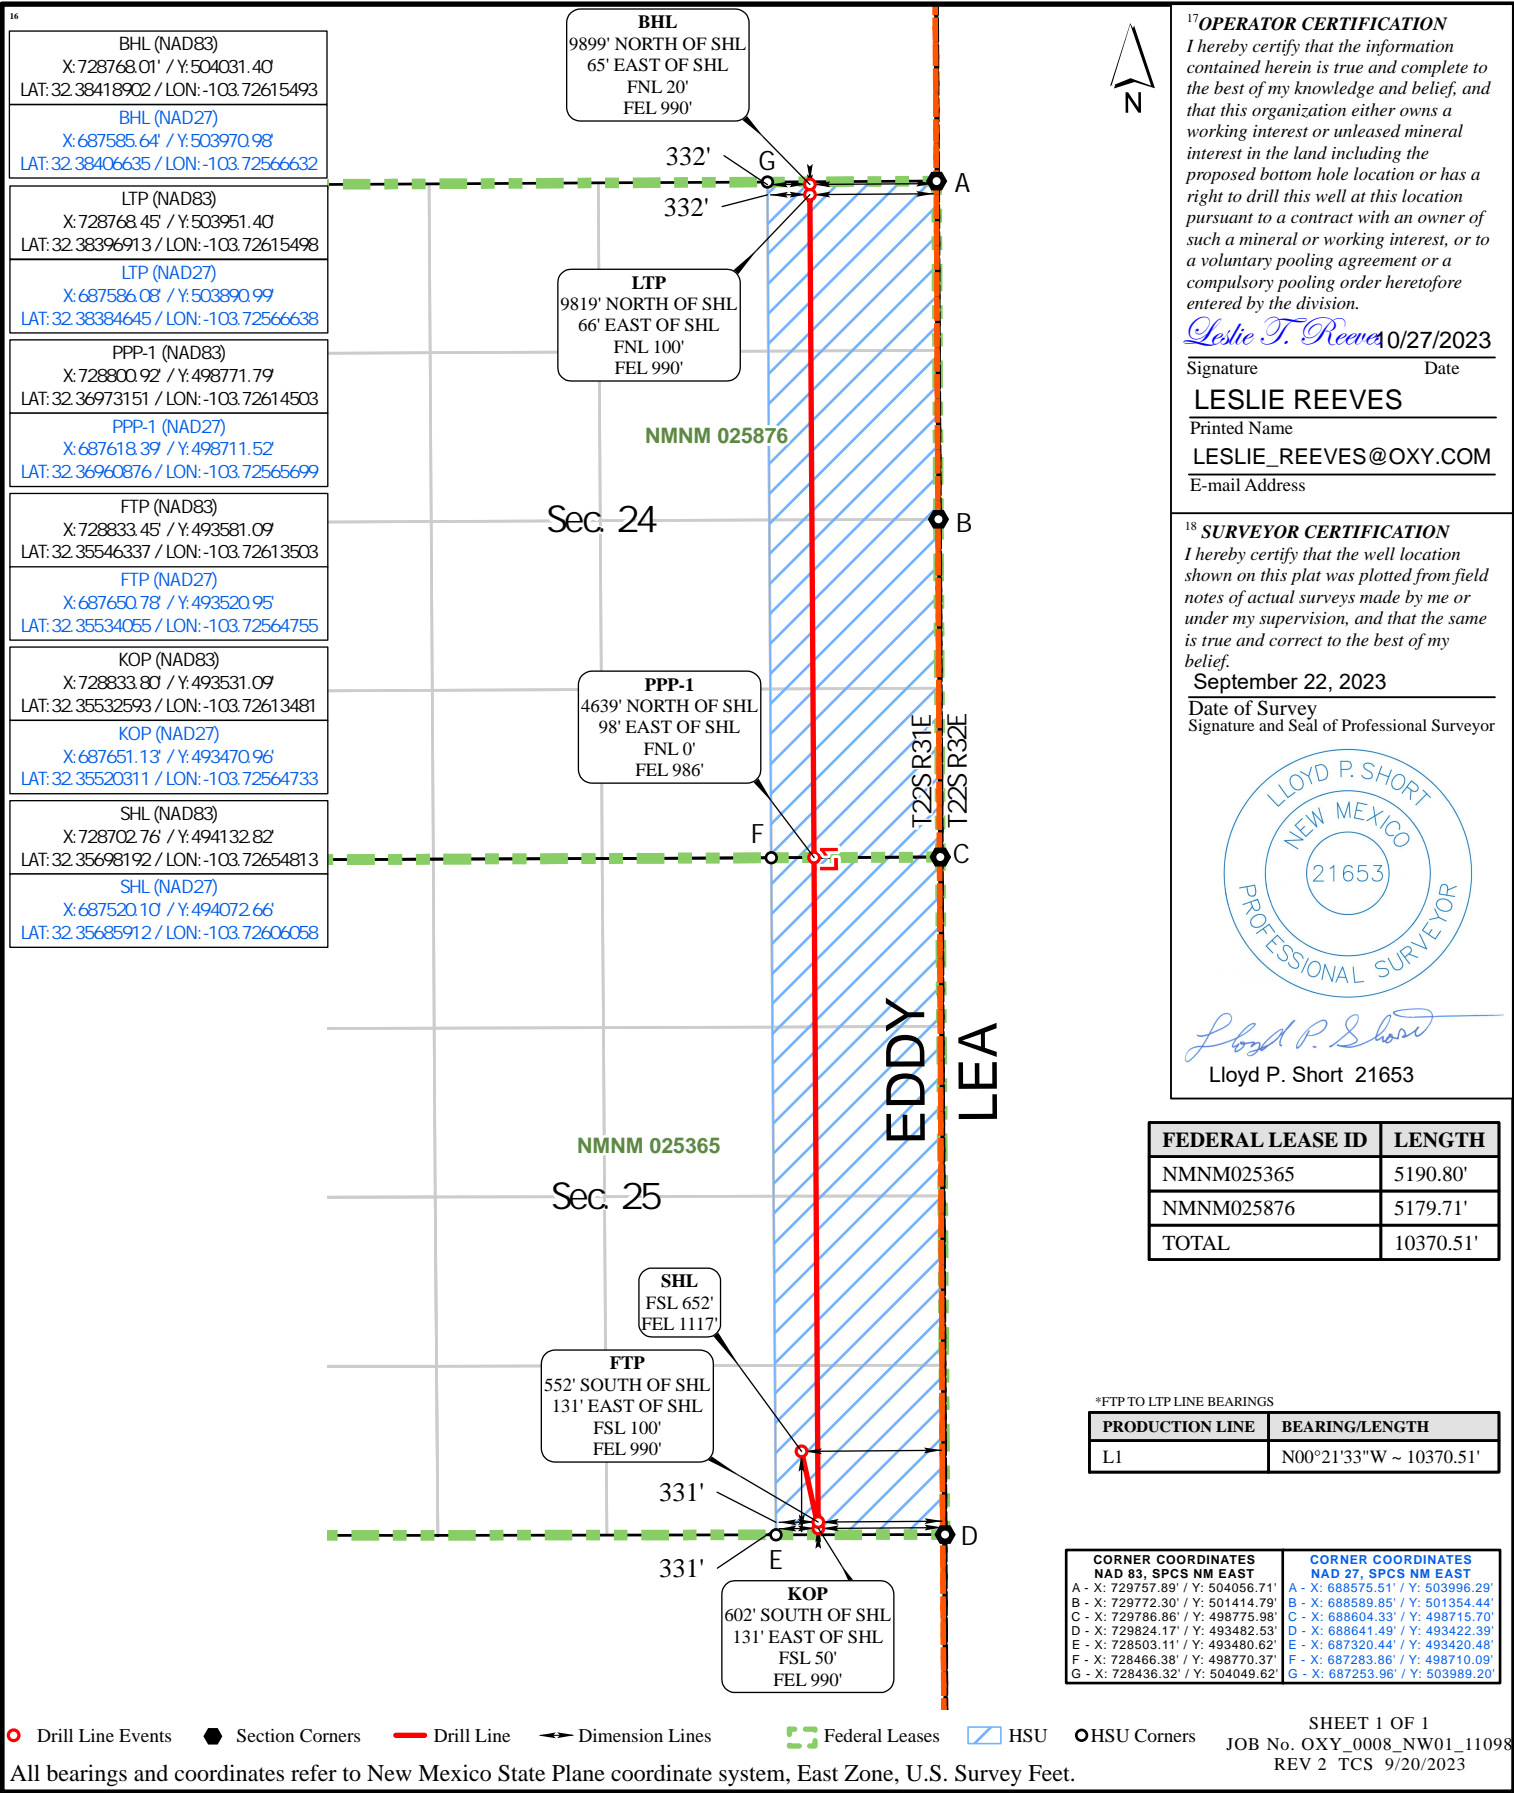 16
BHL (NAD83)
X:728768.01' / Y:504031.40'
LAT:32.38418902 / LON:-103.72615493
BHL (NAD27)
X:687585.64' / Y:503970.98'
LAT:32.38406635 / LON:-103.72566632
LTP (NAD83)
X:728768.45' / Y:503951.40'
LAT:32.38396913 / LON:-103.72615498
LTP (NAD27)
X:687586.08' / Y:503890.99'
LAT:32.38384645 / LON:-103.72566638
PPP-1 (NAD83)
X:728800.92' / Y:498771.79'
LAT:32.36973151 / LON:-103.72614503
PPP-1 (NAD27)
X:687618.39' / Y:498711.52'
LAT:32.36960876 / LON:-103.72565699
FTP (NAD83)
X:728833.45' / Y:493581.09'
LAT:32.35546337 / LON:-103.72613503
FTP (NAD27)
X:687650.78' / Y:493520.95'
LAT:32.35534055 / LON:-103.72564755
KOP (NAD83)
X:728833.80' / Y:493531.09'
LAT:32.35532593 / LON:-103.72613481
KOP (NAD27)
X:687651.13' / Y:493470.96'
LAT:32.35520311 / LON:-103.72564733
SHL (NAD83)
X:728702.76' / Y:494132.82'
LAT:32.35698192 / LON:-103.72654813
SHL (NAD27)
X:687520.10' / Y:494072.66'
LAT:32.35685912 / LON:-103.72606058
BHL
9899' NORTH OF SHL
65' EAST OF SHL
FNL 20'
FEL 990'
N
332'
G
A
332'
LTP
9819' NORTH OF SHL
66' EAST OF SHL
FNL 100'
FEL 990'
NMNM 025876
Sec. 24
B
PPP-1
4639' NORTH OF SHL
98' EAST OF SHL
FNL 0'
FEL 986'
T22S R31E
T22S R32E
F
L1
C
EDDY
LEA
NMNM 025365
Sec. 25
SHL
FSL 652'
FEL 1117'
FTP
552' SOUTH OF SHL
131' EAST OF SHL
FSL 100'
FEL 990'
331'
331'
E
D
KOP
602' SOUTH OF SHL
131' EAST OF SHL
FSL 50'
FEL 990'
17 OPERATOR CERTIFICATION
I hereby certify that the information
contained herein is true and complete to
the best of my knowledge and belief, and
that this organization either owns a
working interest or unleased mineral
interest in the land including the
proposed bottom hole location or has a
right to drill this well at this location
pursuant to a contract with an owner of
such a mineral or working interest, or to
a voluntary pooling agreement or a
compulsory pooling order heretofore
entered by the division.
Leslie T. Reeves 10/27/2023
Signature Date
LESLIE REEVES
Printed Name
LESLIE_REEVES@OXY.COM
E-mail Address
18 SURVEYOR CERTIFICATION
I hereby certify that the well location
shown on this plat was plotted from field
notes of actual surveys made by me or
under my supervision, and that the same
is true and correct to the best of my
belief.
September 22, 2023
Date of Survey
Signature and Seal of Professional Surveyor
LLOYD P. SHORT
NEW MEXICO
21653
PROFESSIONAL SURVEYOR
Lloyd P. Short
Lloyd P. Short 21653
FEDERAL LEASE ID LENGTH
NMNM025365 5190.80'
NMNM025876 5179.71'
TOTAL 10370.51'
*FTP TO LTP LINE BEARINGS
PRODUCTION LINE BEARING/LENGTH
L1 N00°21'33"W ~ 10370.51'
CORNER COORDINATES
NAD 83, SPCS NM EAST
A - X: 729757.89' / Y: 504056.71'
B - X: 729772.30' / Y: 501414.79'
C - X: 729786.86' / Y: 498775.98'
D - X: 729824.17' / Y: 493482.53'
E - X: 728503.11' / Y: 493480.62'
F - X: 728466.38' / Y: 498770.37'
G - X: 728436.32' / Y: 504049.62'
CORNER COORDINATES
NAD 27, SPCS NM EAST
A - X: 688575.51' / Y: 503996.29'
B - X: 688589.85' / Y: 501354.44'
C - X: 688604.33' / Y: 498715.70'
D - X: 688641.49' / Y: 493422.39'
E - X: 687320.44' / Y: 493420.48'
F - X: 687283.86' / Y: 498710.09'
G - X: 687253.96' / Y: 503989.20'
Drill Line Events Section Corners Drill Line Dimension Lines Federal Leases HSU HSU Corners
SHEET 1 OF 1
JOB No. OXY_0008_NW01_11098
REV 2 TCS 9/20/2023
All bearings and coordinates refer to New Mexico State Plane coordinate system, East Zone, U.S. Survey Feet.